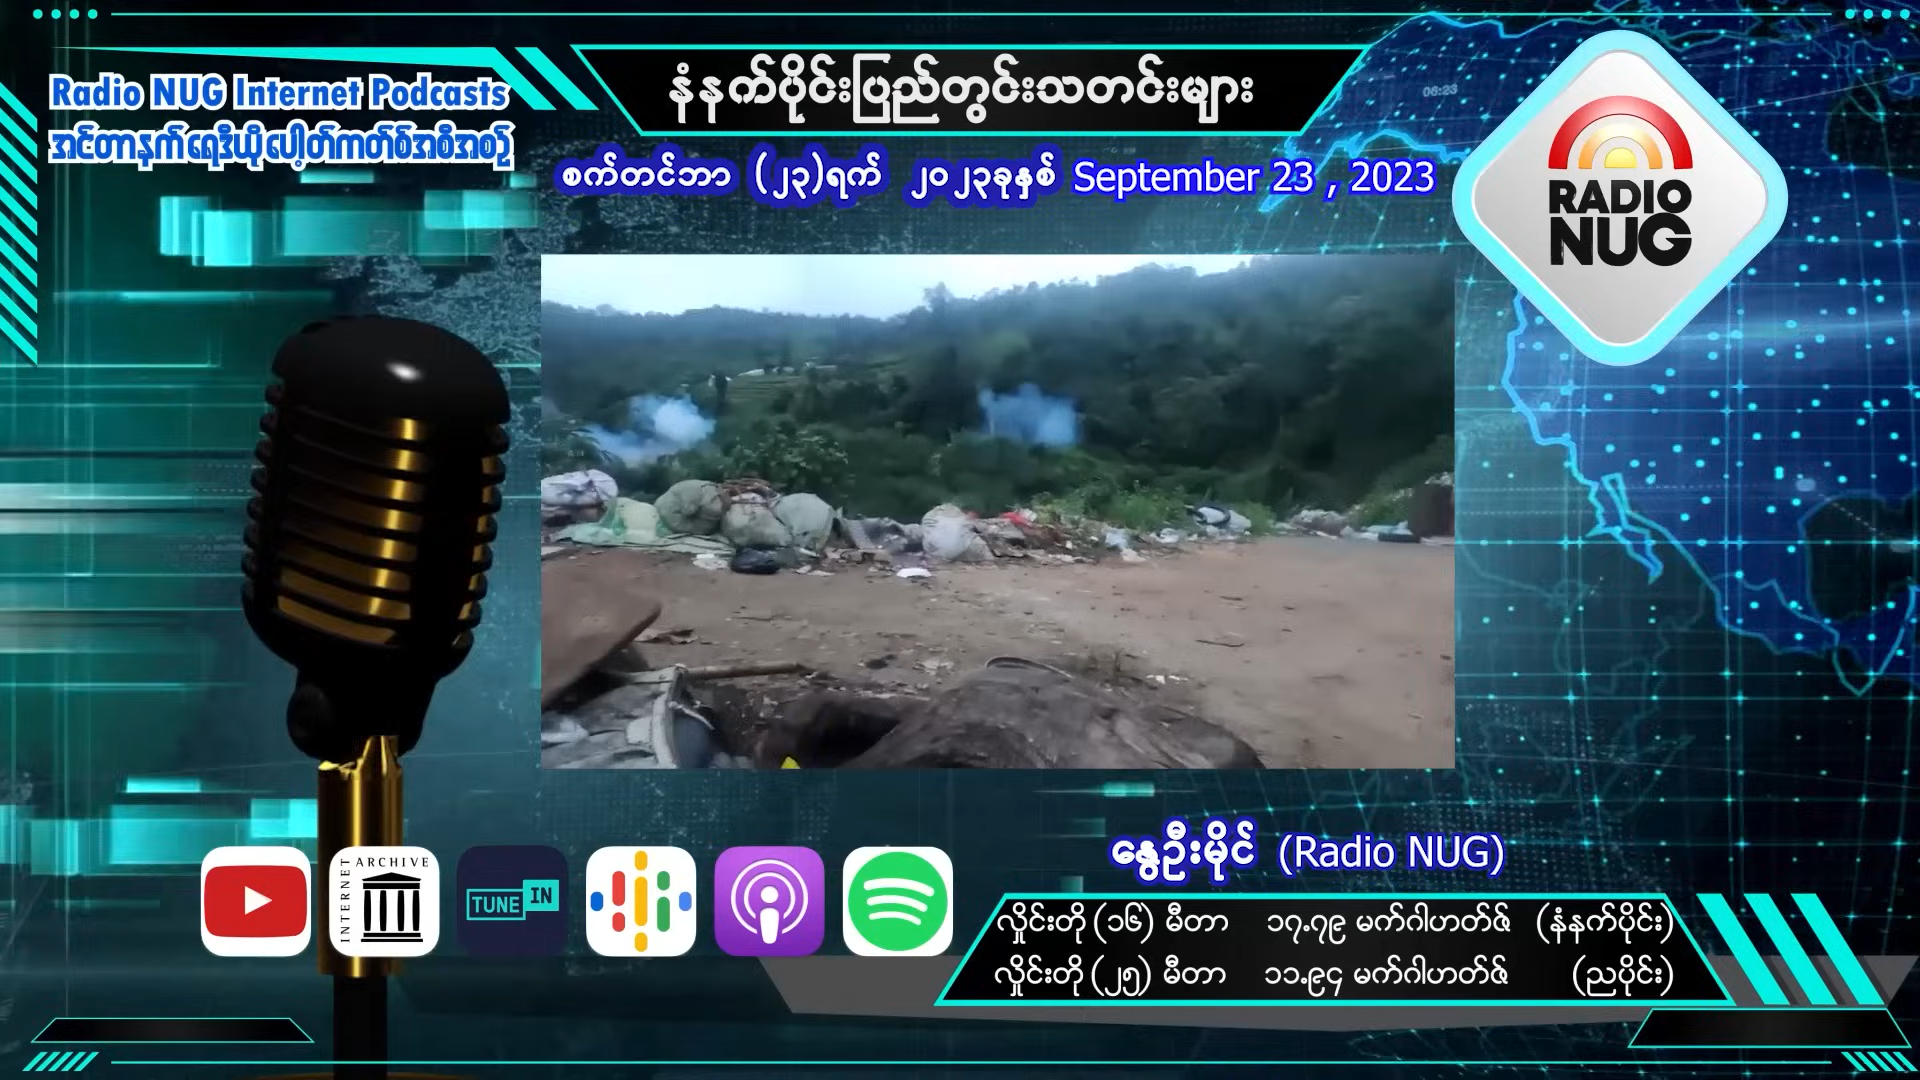 Radio NUG Internet Podcasts
အင်တာနက်ရေဒီယိုပေါ့တ်ကတ်စ်အစီအစဉ်
နံနက်ပိုင်းပြည်တွင်းသတင်းများ
စက်တင်ဘာ (၂၃)ရက် ၂၀၂၃ခုနှစ် September 23 , 2023
06:23
RADIO
NUG
နွေဦးမိုင် (Radio NUG)
INTERNET ARCHIVE
TUNE IN
လှိုင်းတို (၁၆) မီတာ ၁၇.၇၉ မက်ဂါဟတ်ဇ် (နံနက်ပိုင်း)
လှိုင်းတို (၂၅) မီတာ ၁၁.၉၄ မက်ဂါဟတ်ဇ် (ညပိုင်း)